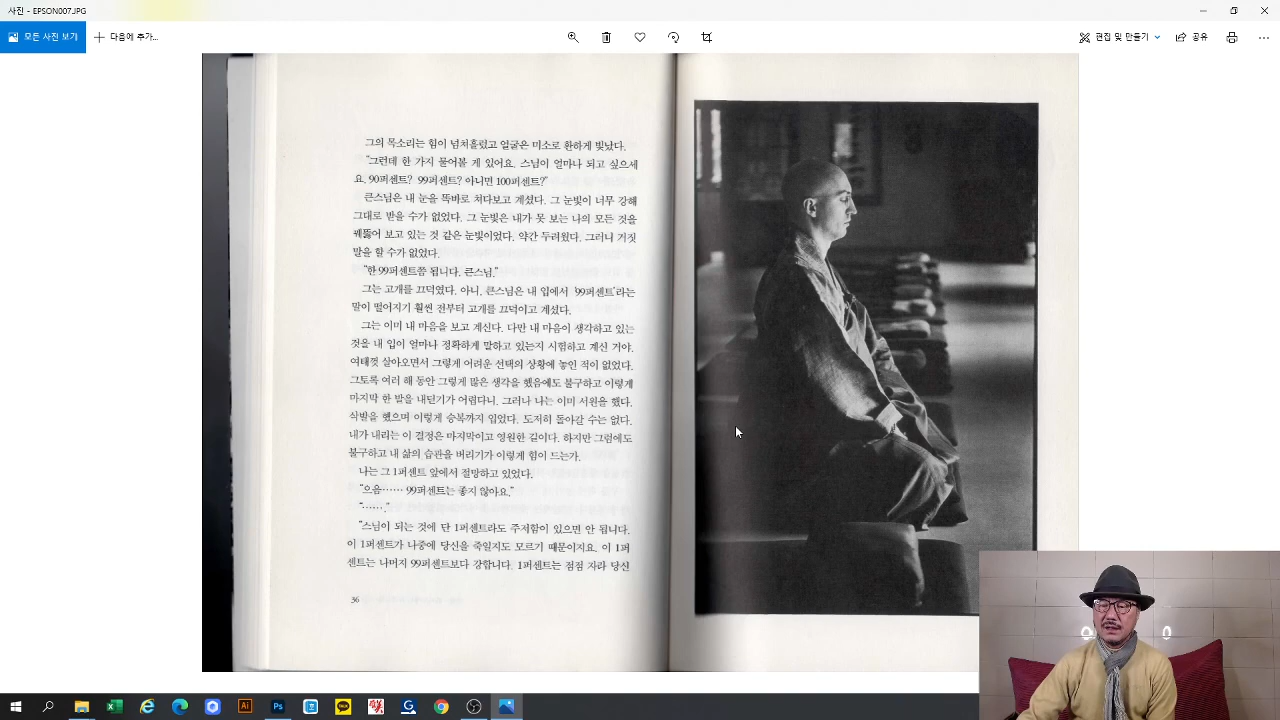 사진 - EPSON007.JPG
모든 사진 보기
다음에 추가...
편집 및 만들기
공유
그의 목소리는 힘이 넘쳐흘렀고 얼굴은 미소로 환하게 빛났다.
"그런데 한 가지 물어볼 게 있어요. 스님이 얼마나 되고 싶으세
요. 90퍼센트? 99퍼센트? 아니면 100퍼센트?"
큰스님은 내 눈을 똑바로 쳐다보고 계셨다. 그 눈빛이 너무 강해
그대로 받을 수가 없었다. 그 눈빛은 내가 못 보는 나의 모든 것을
꿰뚫어 보고 있는 것 같은 눈빛이었다. 약간 두려웠다. 그러니 거짓
말을 할 수가 없었다.
"한 99퍼센트쯤 됩니다. 큰스님."
그는 고개를 끄덕였다. 아니, 큰스님은 내 입에서 '99퍼센트'라는
말이 떨어지기 훨씬 전부터 고개를 끄덕이고 계셨다.
그는 이미 내 마음을 보고 계신다. 다만 내 마음이 생각하고 있는
것을 내 입이 얼마나 정확하게 말하고 있는지 시험하고 계신 거야.
여태껏 살아오면서 그렇게 어려운 선택의 상황에 놓인 적이 없었다.
그토록 여러 해 동안 그렇게 많은 생각을 했음에도 불구하고 이렇게
마지막 한 발을 내딛기가 어렵다니. 그러나 나는 이미 서원을 했다.
삭발을 했으며 이렇게 승복까지 입었다. 도저히 돌아갈 수는 없다.
내가 내리는 이 결정은 마지막이고 영원한 길이다. 하지만 그럼에도
불구하고 내 삶의 습관을 버리기가 이렇게 힘이 드는가.
나는 그 1퍼센트 앞에서 절망하고 있었다.
"으음…… 99퍼센트는 좋지 않아요."
"……."
"스님이 되는 것에 단 1퍼센트라도 주저함이 있으면 안 됩니다.
이 1퍼센트가 나중에 당신을 죽일지도 모르기 때문이지요. 이 1퍼
센트는 나머지 99퍼센트보다 강합니다. 1퍼센트는 점점 자라 당신
36
Ai
Ps
TALK